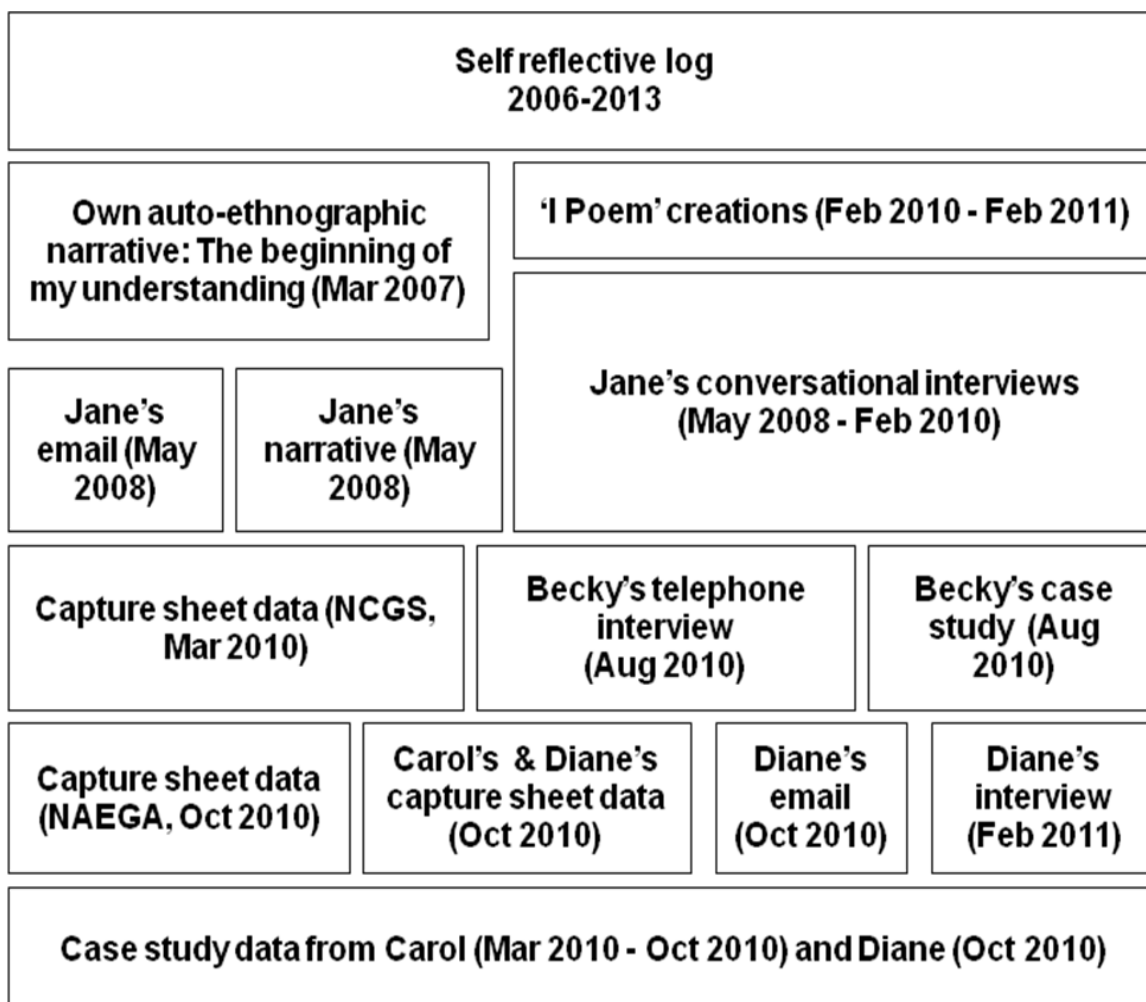 Self reflective log
2006-2013
Own auto-ethnographic
narrative: The beginning of
my understanding (Mar 2007)
‘I Poem’ creations (Feb 2010 - Feb 2011)
Jane’s
email (May
2008)
Jane’s
narrative (May
2008)
Jane’s conversational interviews
(May 2008 - Feb 2010)
Capture sheet data (NCGS,
Mar 2010)
Becky’s telephone
interview
(Aug 2010)
Becky’s case
study (Aug
2010)
Capture sheet data
(NAEGA, Oct 2010)
Carol’s & Diane’s
capture sheet data
(Oct 2010)
Diane’s
email
(Oct 2010)
Diane’s
interview
(Feb 2011)
Case study data from Carol (Mar 2010 - Oct 2010) and Diane (Oct 2010)